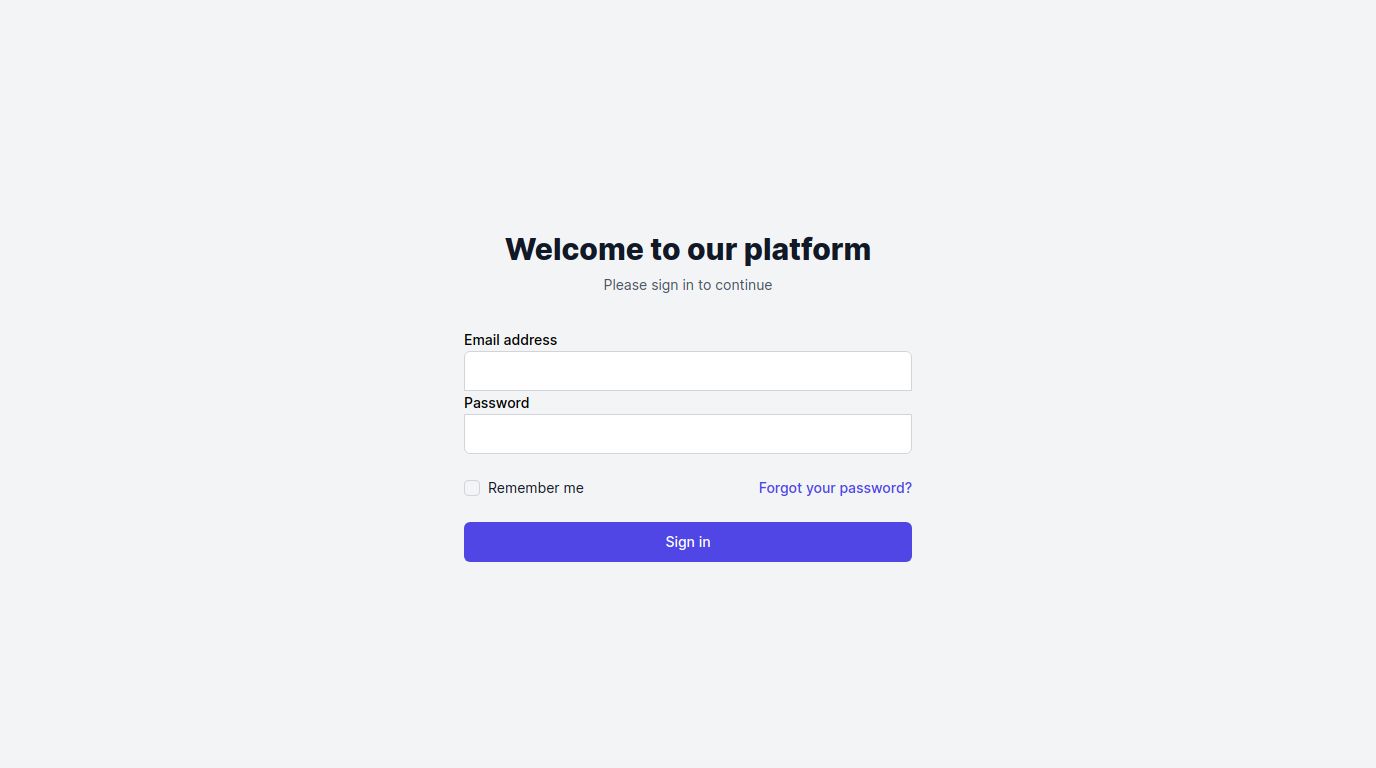 Welcome to our platform
Please sign in to continue
Email address
Password
Remember me
Forgot your password?
Sign in